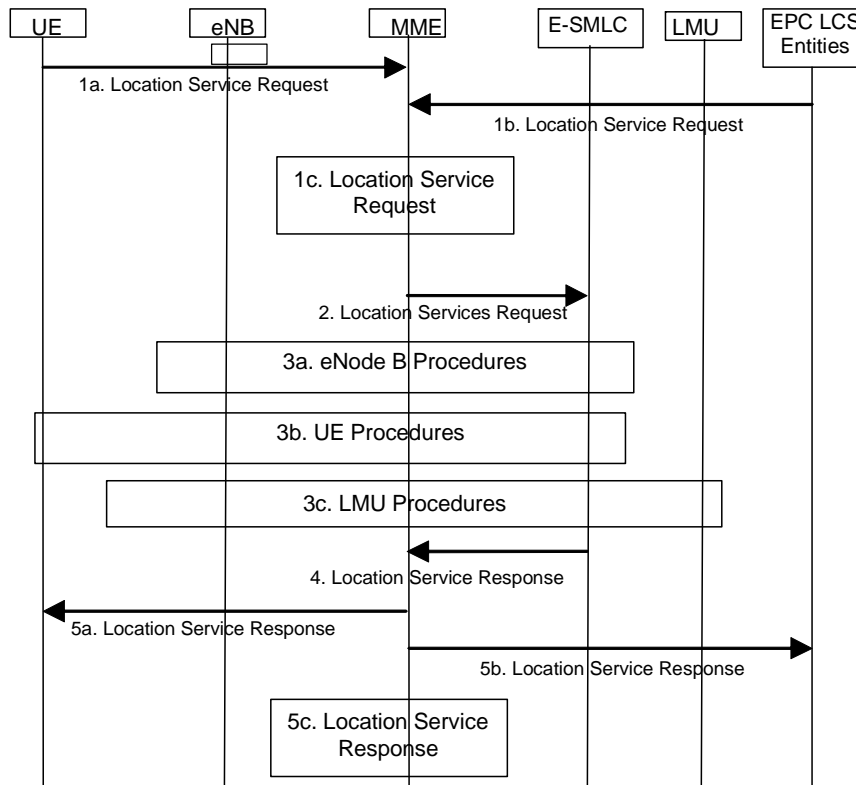 UE
eNB
MME
E-SMLC
LMU
EPC LCS
Entities
1a. Location Service Request
1b. Location Service Request
1c. Location Service
Request
2. Location Services Request
3a. eNode B Procedures
3b. UE Procedures
3c. LMU Procedures
4. Location Service Response
5a. Location Service Response
5b. Location Service Response
5c. Location Service
Response